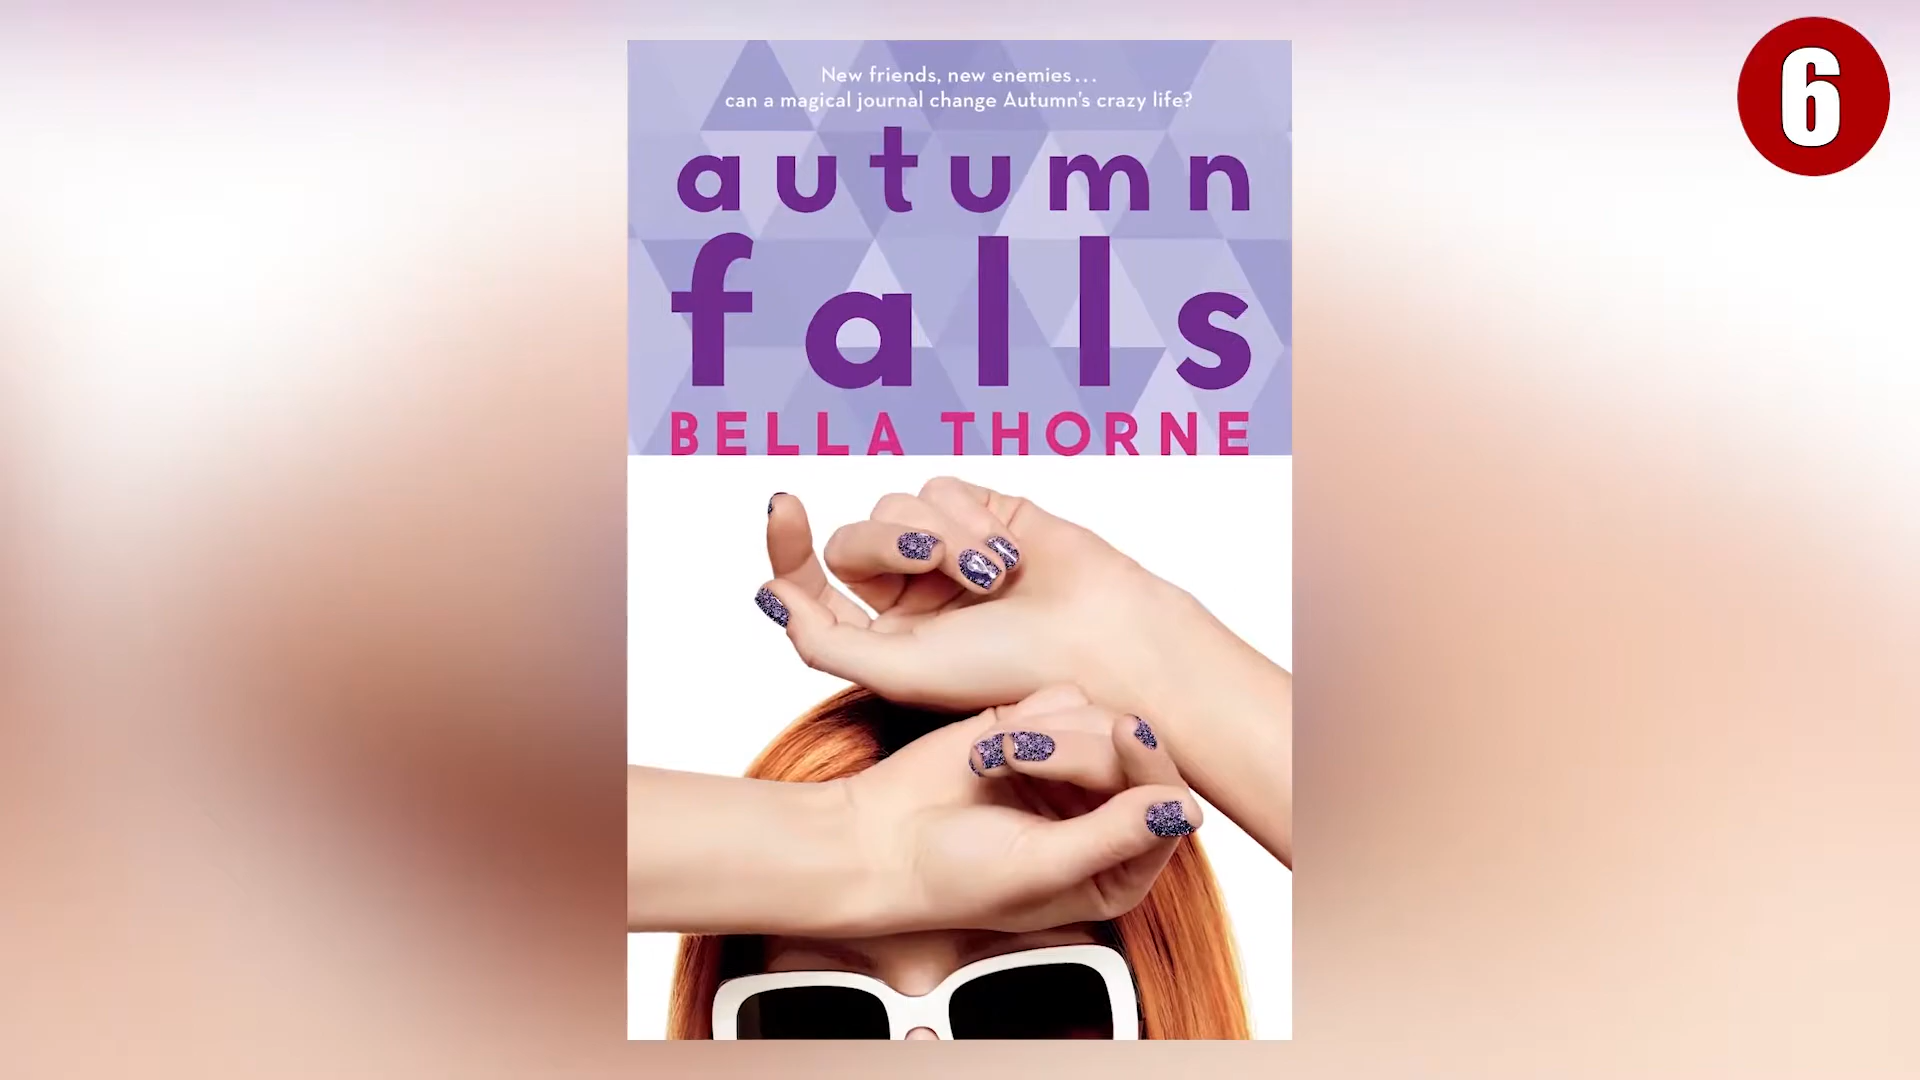 6
New friends, new enemies...
can a magical journal change Autumn's crazy life?
autumn
falls
BELLA THORNE